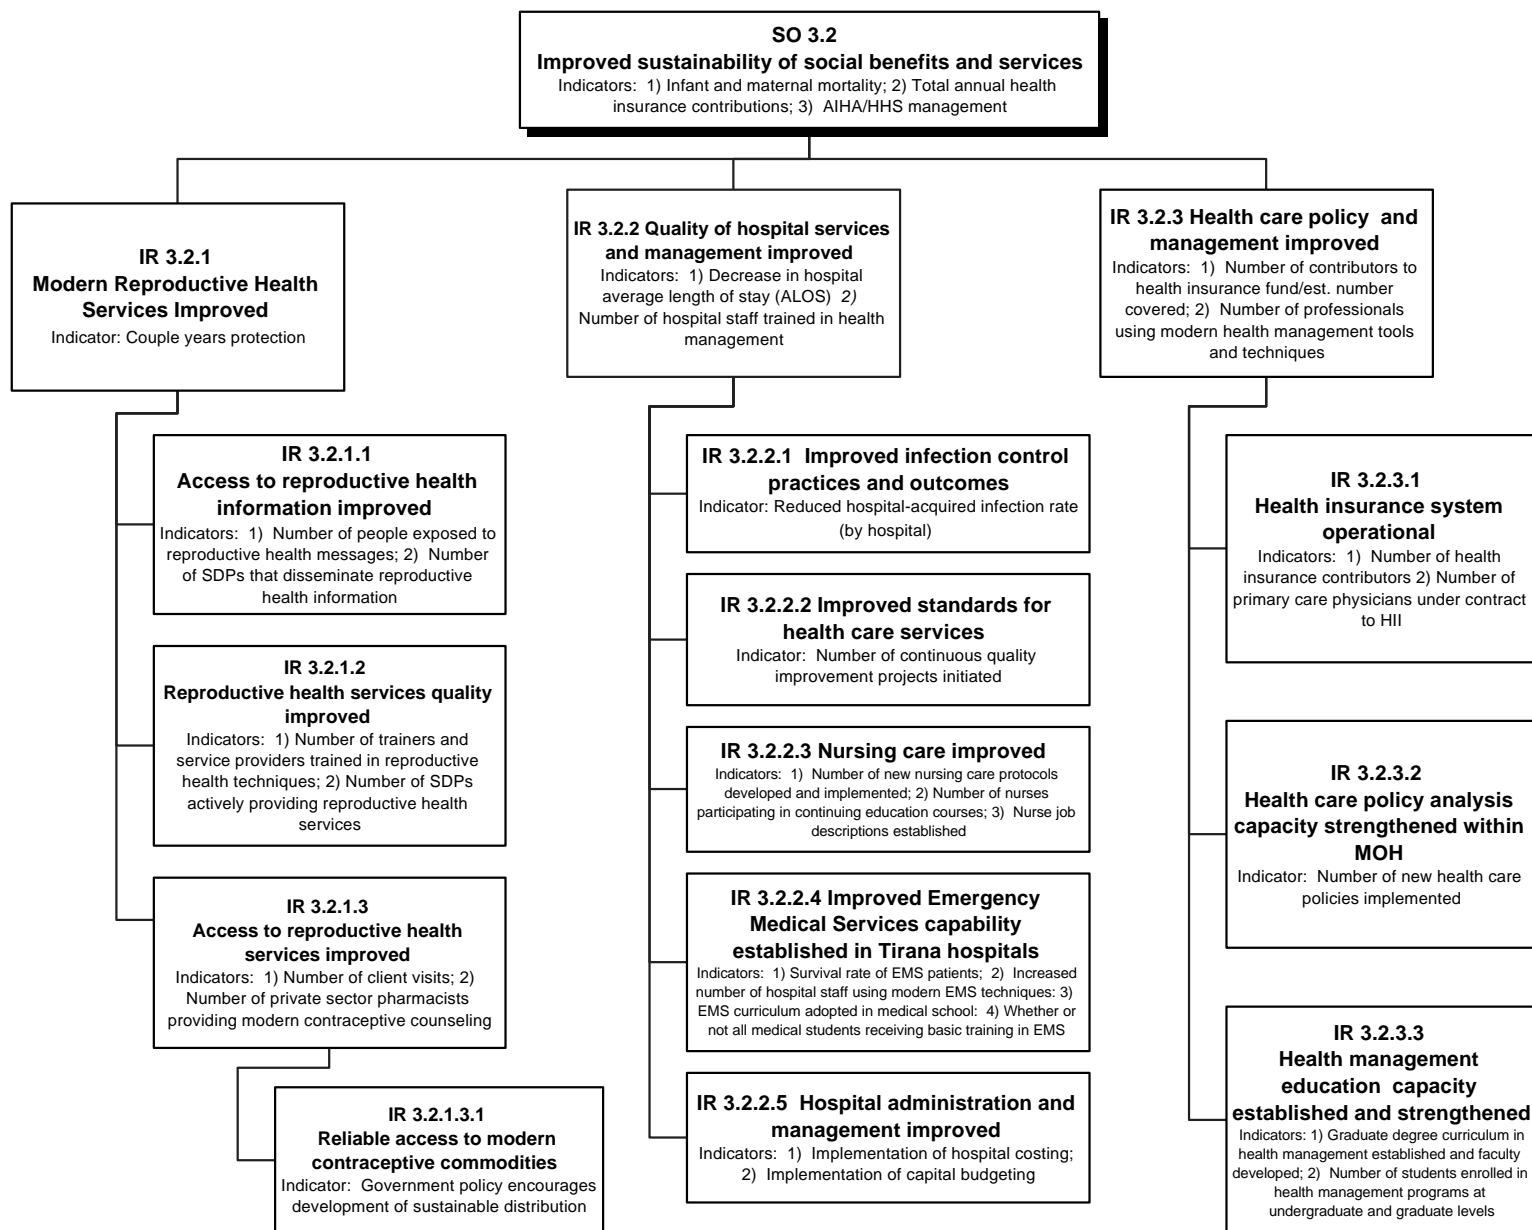 SO 3.2
Improved sustainability of social benefits and services
Indicators: 1) Infant and maternal mortality; 2) Total annual health
insurance contributions; 3) AIHA/HHS management
IR 3.2.1
Modern Reproductive Health
Services Improved
Indicator: Couple years protection
IR 3.2.1.1
Access to reproductive health
information improved
Indicators: 1) Number of people exposed to
reproductive health messages; 2) Number
of SDPs that disseminate reproductive
health information
IR 3.2.1.2
Reproductive health services quality
improved
Indicators: 1) Number of trainers and
service providers trained in reproductive
health techniques; 2) Number of SDPs
actively providing reproductive health
services
IR 3.2.1.3
Access to reproductive health
services improved
Indicators: 1) Number of client visits; 2)
Number of private sector pharmacists
providing modern contraceptive counseling
IR 3.2.1.3.1
Reliable access to modern
contraceptive commodities
Indicator: Government policy encourages
development of sustainable distribution
IR 3.2.2 Quality of hospital services
and management improved
Indicators: 1) Decrease in hospital
average length of stay (ALOS) 2)
Number of hospital staff trained in health
management
IR 3.2.2.1 Improved infection control
practices and outcomes
Indicator: Reduced hospital-acquired infection rate
(by hospital)
IR 3.2.2.2 Improved standards for
health care services
Indicator: Number of continuous quality
improvement projects initiated
IR 3.2.2.3 Nursing care improved
Indicators: 1) Number of new nursing care protocols
developed and implemented; 2) Number of nurses
participating in continuing education courses; 3) Nurse job
descriptions established
IR 3.2.2.4 Improved Emergency
Medical Services capability
established in Tirana hospitals
Indicators: 1) Survival rate of EMS patients; 2) Increased
number of hospital staff using modern EMS techniques: 3)
EMS curriculum adopted in medical school: 4) Whether or
not all medical students receiving basic training in EMS
IR 3.2.2.5 Hospital administration and
management improved
Indicators: 1) Implementation of hospital costing;
2) Implementation of capital budgeting
IR 3.2.3 Health care policy and
management improved
Indicators: 1) Number of contributors to
health insurance fund/est. number
covered; 2) Number of professionals
using modern health management tools
and techniques
IR 3.2.3.1
Health insurance system
operational
Indicators: 1) Number of health
insurance contributors 2) Number of
primary care physicians under contract
to HII
IR 3.2.3.2
Health care policy analysis
capacity strengthened within
MOH
Indicator: Number of new health care
policies implemented
IR 3.2.3.3
Health management
education capacity
established and strengthened
Indicators: 1) Graduate degree curriculum in
health management established and faculty
developed; 2) Number of students enrolled in
health management programs at
undergraduate and graduate levels